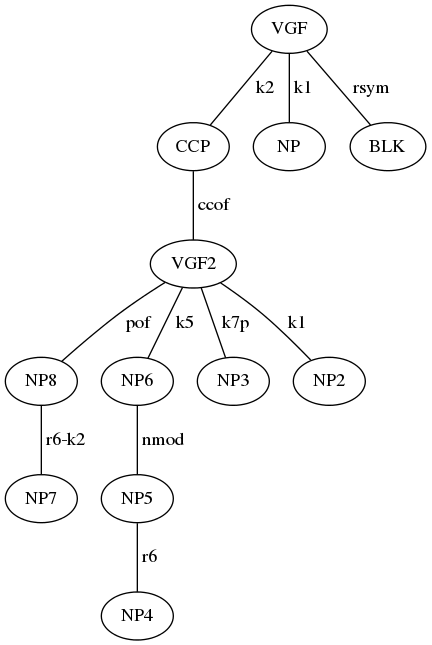 VGF
k2 k1 rsym
CCP NP BLK
ccof
VGF2
pof k5 k7p k1
NP8 NP6 NP3 NP2
r6-k2 nmod
NP7 NP5
r6
NP4